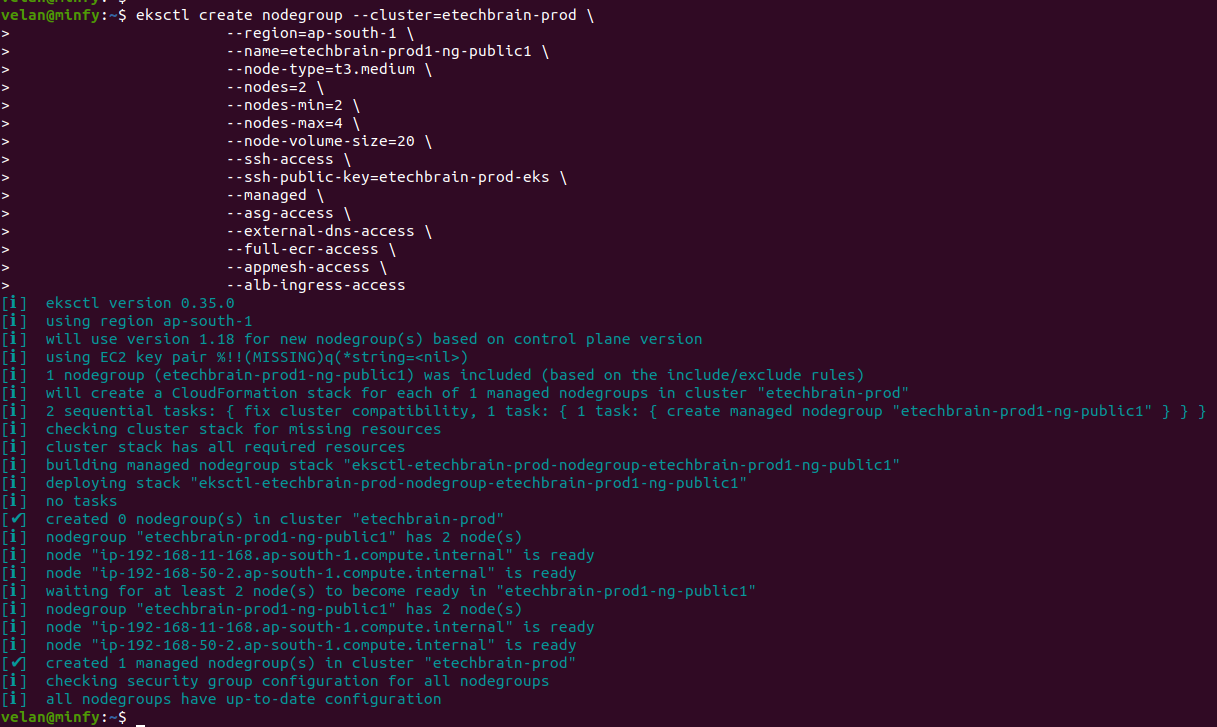 velan@minfy:~$ eksctl create nodegroup --cluster=etechbrain-prod \
> --region=ap-south-1 \
> --name=etechbrain-prod1-ng-public1 \
> --node-type=t3.medium \
> --nodes=2 \
> --nodes-min=2 \
> --nodes-max=4 \
> --node-volume-size=20 \
> --ssh-access \
> --ssh-public-key=etechbrain-prod-eks \
> --managed \
> --asg-access \
> --external-dns-access \
> --full-ecr-access \
> --appmesh-access \
> --alb-ingress-access
[ℹ]  eksctl version 0.35.0
[ℹ]  using region ap-south-1
[ℹ]  will use version 1.18 for new nodegroup(s) based on control plane version
[ℹ]  using EC2 key pair %!!(MISSING)q(*string=<nil>)
[ℹ]  1 nodegroup (etechbrain-prod1-ng-public1) was included (based on the include/exclude rules)
[ℹ]  will create a CloudFormation stack for each of 1 managed nodegroups in cluster "etechbrain-prod"
[ℹ]  2 sequential tasks: { fix cluster compatibility, 1 task: { 1 task: { create managed nodegroup "etechbrain-prod1-ng-public1" } } }
[ℹ]  checking cluster stack for missing resources
[ℹ]  cluster stack has all required resources
[ℹ]  building managed nodegroup stack "eksctl-etechbrain-prod-nodegroup-etechbrain-prod1-ng-public1"
[ℹ]  deploying stack "eksctl-etechbrain-prod-nodegroup-etechbrain-prod1-ng-public1"
[ℹ]  no tasks
[✔]  created 0 nodegroup(s) in cluster "etechbrain-prod"
[ℹ]  nodegroup "etechbrain-prod1-ng-public1" has 2 node(s)
[ℹ]  node "ip-192-168-11-168.ap-south-1.compute.internal" is ready
[ℹ]  node "ip-192-168-50-2.ap-south-1.compute.internal" is ready
[ℹ]  waiting for at least 2 node(s) to become ready in "etechbrain-prod1-ng-public1"
[ℹ]  nodegroup "etechbrain-prod1-ng-public1" has 2 node(s)
[ℹ]  node "ip-192-168-11-168.ap-south-1.compute.internal" is ready
[ℹ]  node "ip-192-168-50-2.ap-south-1.compute.internal" is ready
[✔]  created 1 managed nodegroup(s) in cluster "etechbrain-prod"
[ℹ]  checking security group configuration for all nodegroups
[ℹ]  all nodegroups have up-to-date configuration
velan@minfy:~$